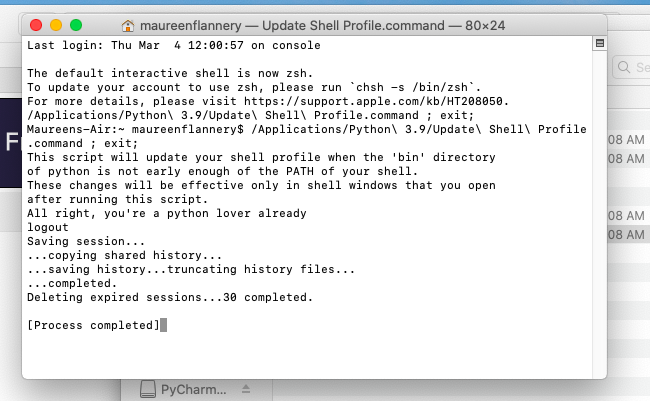 maureenflannery — Update Shell Profile.command — 80×24
Last login: Thu Mar  4 12:00:57 on console
The default interactive shell is now zsh.
To update your account to use zsh, please run `chsh -s /bin/zsh`.
For more details, please visit https://support.apple.com/kb/HT208050.
/Applications/Python\ 3.9/Update\ Shell\ Profile.command ; exit;
Maureens-Air:~ maureenflannery$ /Applications/Python\ 3.9/Update\ Shell\ Profile
.command ; exit;
This script will update your shell profile when the 'bin' directory
of python is not early enough of the PATH of your shell.
These changes will be effective only in shell windows that you open
after running this script.
All right, you're a python lover already
logout
Saving session...
...copying shared history...
...saving history...truncating history files...
...completed.
Deleting expired sessions...30 completed.
[Process completed]
Se
08 AM
08 AM
08 AM
08 AM
PyCharm...